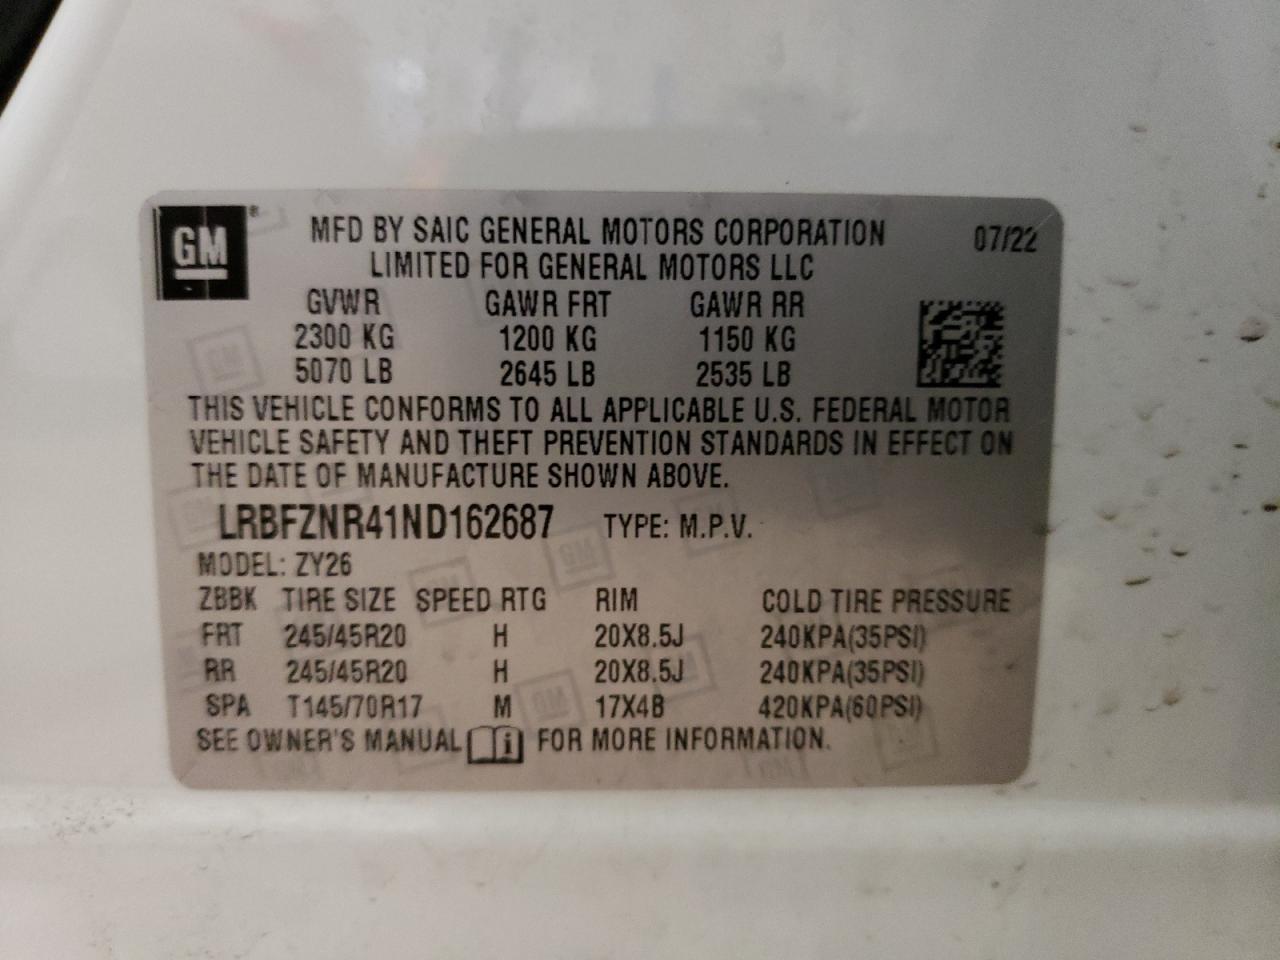 GM ®
MFD BY SAIC GENERAL MOTORS CORPORATION 07/22
LIMITED FOR GENERAL MOTORS LLC
GVWR GAWR FRT GAWR RR
2300 KG 1200 KG 1150 KG
5070 LB 2645 LB 2535 LB
THIS VEHICLE CONFORMS TO ALL APPLICABLE U.S. FEDERAL MOTOR
VEHICLE SAFETY AND THEFT PREVENTION STANDARDS IN EFFECT ON
THE DATE OF MANUFACTURE SHOWN ABOVE.
LRBFZNR41ND162687 TYPE: M.P.V.
MODEL: ZY26
ZBBK TIRE SIZE SPEED RTG RIM COLD TIRE PRESSURE
FRT 245/45R20 H 20X8.5J 240KPA(35PSI)
RR 245/45R20 H 20X8.5J 240KPA(35PSI)
SPA T145/70R17 M 17X4B 420KPA(60PSI)
SEE OWNER'S MANUAL i FOR MORE INFORMATION.